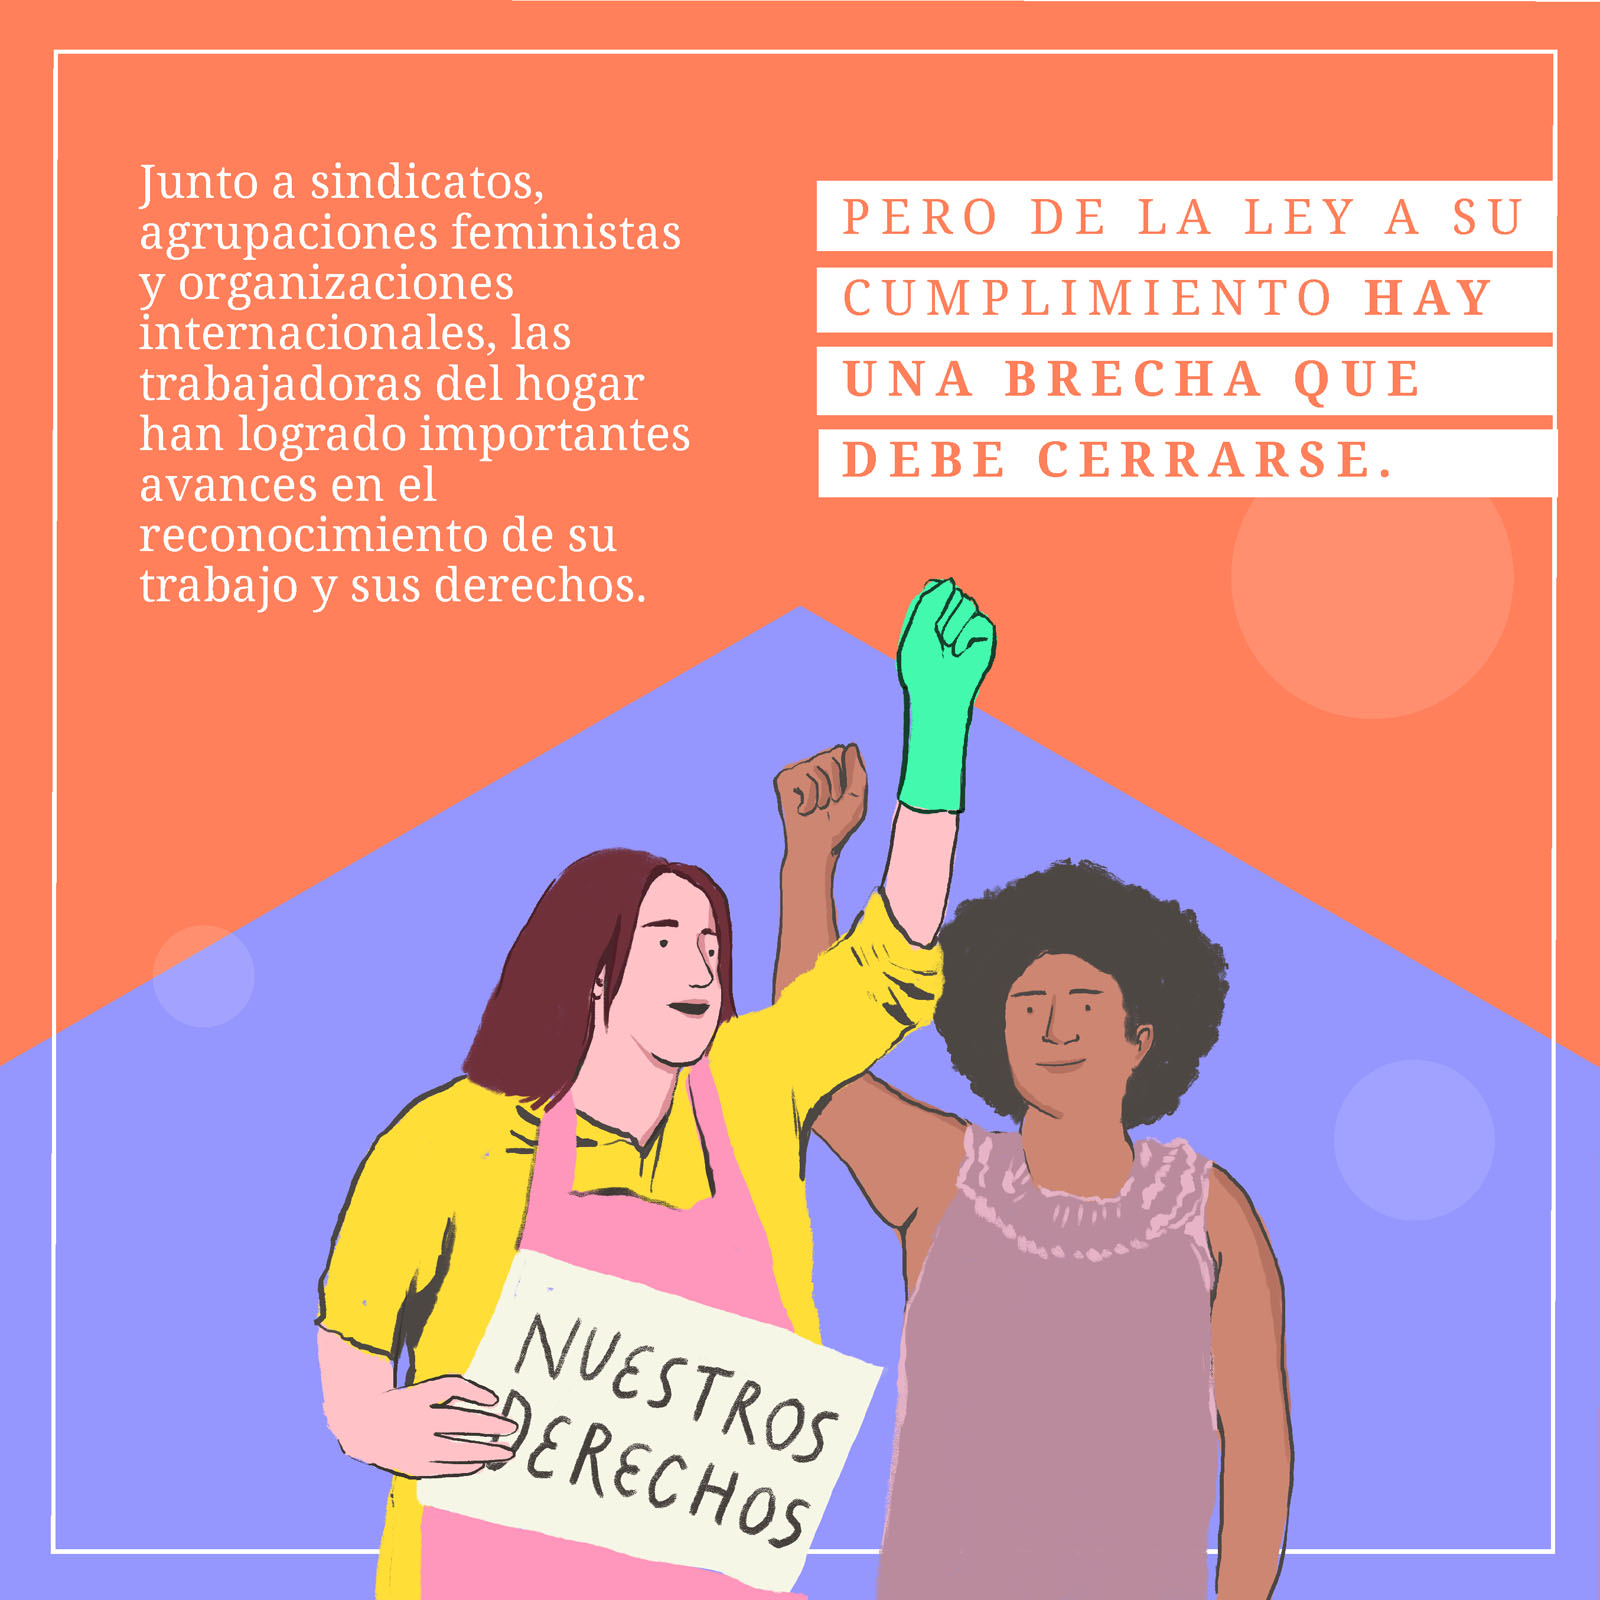 Junto a sindicatos,
agrupaciones feministas
y organizaciones
internacionales, las
trabajadoras del hogar
han logrado importantes
avances en el
reconocimiento de su
trabajo y sus derechos.
PERO DE LA LEY A SU
CUMPLIMIENTO HAY
UNA BRECHA QUE
DEBE CERRARSE.
NUESTROS
DERECHOS